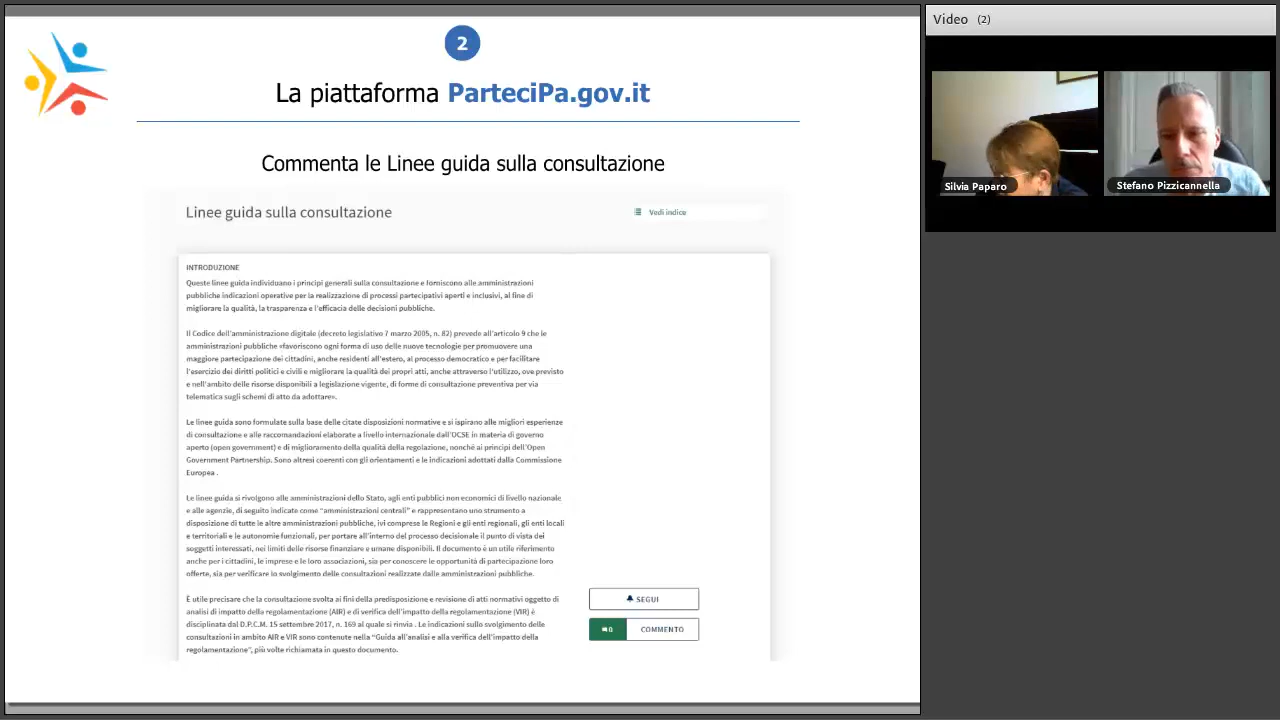 2
La piattaforma ParteciPa.gov.it
Commenta le Linee guida sulla consultazione
Linee guida sulla consultazione
Vedi indice
INTRODUZIONE
Queste linee guida individuano i principi generali sulla consultazione e forniscono alle amministrazioni
pubbliche indicazioni operative per la realizzazione di processi partecipativi aperti e inclusivi, al fine di
migliorare la qualità, la trasparenza e l'efficacia delle decisioni pubbliche.
Il Codice dell'amministrazione digitale (decreto legislativo 7 marzo 2005, n. 82) prevede all'articolo 9 che le
amministrazioni pubbliche «favoriscono ogni forma di uso delle nuove tecnologie per promuovere una
maggiore partecipazione dei cittadini, anche residenti all'estero, al processo democratico e per facilitare
l'esercizio dei diritti politici e civili e migliorare la qualità dei propri atti, anche attraverso l'utilizzo, ove previsto
e nell'ambito delle risorse disponibili a legislazione vigente, di forme di consultazione preventiva per via
telematica sugli schemi di atto da adottare».
Le linee guida sono formulate sulla base delle citate disposizioni normative e si ispirano alle migliori esperienze
di consultazione e alle raccomandazioni elaborate a livello internazionale dall'OCSE in materia di governo
aperto (open government) e di miglioramento della qualità della regolazione, nonché ai principi dell'Open
Government Partnership. Sono altresì coerenti con gli orientamenti e le indicazioni adottati dalla Commissione
Europea .
Le linee guida si rivolgono alle amministrazioni dello Stato, agli enti pubblici non economici di livello nazionale
e alle agenzie, di seguito indicate come "amministrazioni centrali" e rappresentano uno strumento a
disposizione di tutte le altre amministrazioni pubbliche, ivi comprese le Regioni e gli enti regionali, gli enti locali
e territoriali e le autonomie funzionali, per portare all'interno del processo decisionale il punto di vista dei
soggetti interessati, nei limiti delle risorse finanziare e umane disponibili. Il documento è un utile riferimento
anche per i cittadini, le imprese e le loro associazioni, sia per conoscere le opportunità di partecipazione loro
offerte, sia per verificare lo svolgimento delle consultazioni realizzate dalle amministrazioni pubbliche.
È utile precisare che la consultazione svolta ai fini della predisposizione e revisione di atti normativi oggetto di
analisi di impatto della regolamentazione (AIR) e di verifica dell'impatto della regolamentazione (VIR) è
disciplinata dal D.P.C.M. 15 settembre 2017, n. 169 al quale si rinvia . Le indicazioni sullo svolgimento delle
consultazioni in ambito AIR e VIR sono contenute nella "Guida all'analisi e alla verifica dell'impatto della
regolamentazione", più volte richiamata in questo documento.
SEGUI
0 COMMENTO
Video (2)
Silvia Paparo
Stefano Pizzicannella